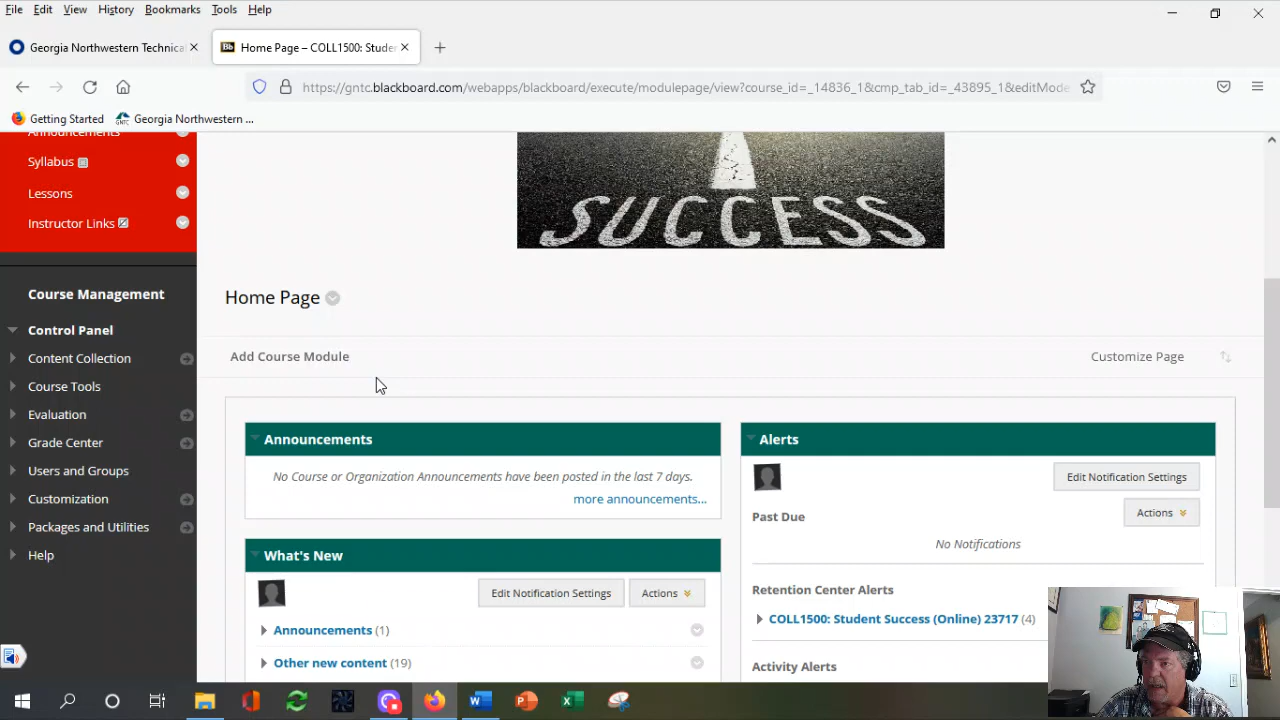 File Edit View History Bookmarks Tools Help
Georgia Northwestern Technical
Bb Home Page – COLL1500: Stude
https://gntc.blackboard.com/webapps/blackboard/execute/modulepage/view?course_id=_14836_1&cmp_tab_id=_43895_1&editMode
Getting Started Georgia Northwestern ...
Announcements
Syllabus
Lessons
Instructor Links
Course Management
Control Panel
Content Collection
Course Tools
Evaluation
Grade Center
Users and Groups
Customization
Packages and Utilities
Help
SUCCESS
Home Page
Add Course Module
Customize Page
Announcements
No Course or Organization Announcements have been posted in the last 7 days.
more announcements...
What's New
Edit Notification Settings
Actions
Announcements (1)
Other new content (19)
Alerts
Edit Notification Settings
Actions
Past Due
No Notifications
Retention Center Alerts
COLL1500: Student Success (Online) 23717 (4)
Activity Alerts